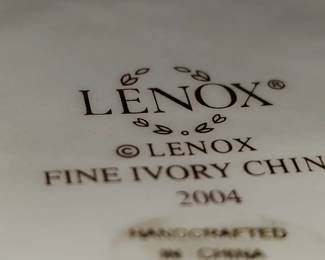 LENOX®
© LENOX
FINE IVORY CHIN
2004
HANDCRAFTED
IN CHINA